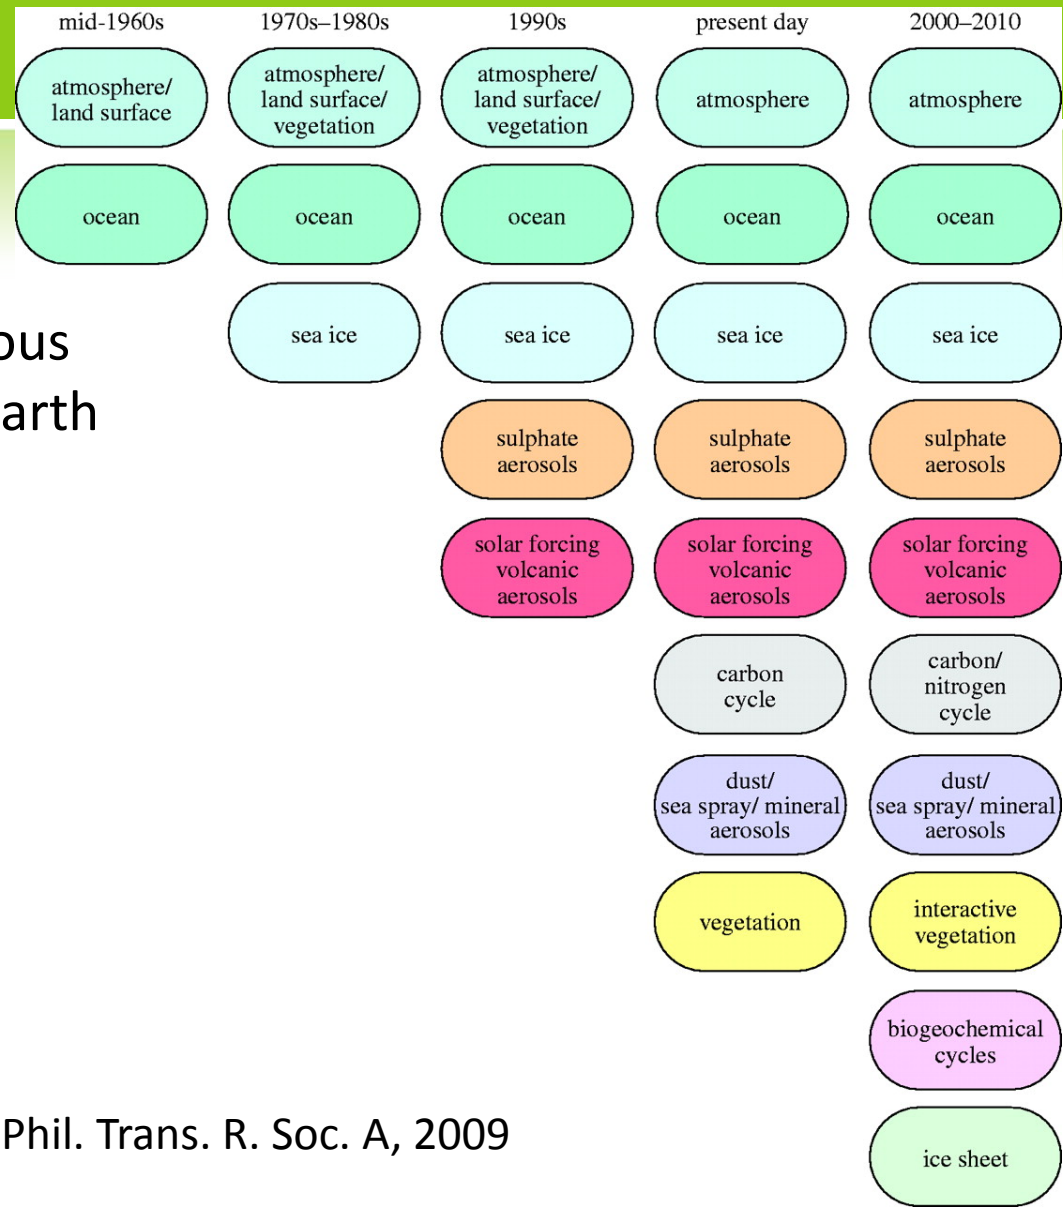 mid-1960s
1970s–1980s
1990s
present day
2000–2010
atmosphere/
land surface
atmosphere/
land surface/
vegetation
atmosphere/
land surface/
vegetation
atmosphere
atmosphere
ocean
ocean
ocean
ocean
ocean
sea ice
sea ice
sea ice
sea ice
ous
arth
sulphate
aerosols
sulphate
aerosols
sulphate
aerosols
solar forcing
volcanic
aerosols
solar forcing
volcanic
aerosols
solar forcing
volcanic
aerosols
carbon
cycle
carbon/
nitrogen
cycle
dust/
sea spray/ mineral
aerosols
dust/
sea spray/ mineral
aerosols
vegetation
interactive
vegetation
biogeochemical
cycles
ice sheet
Phil. Trans. R. Soc. A, 2009